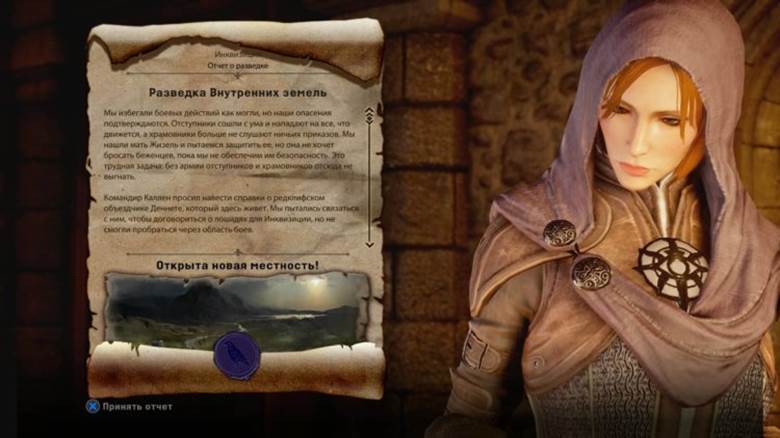 Отчет о разведке
Разведка Внутренних земель
Мы избегали боевых действий как могли, но наши опасения
подтверждаются. Отступники сошли с ума и нападают на все, что
движется, а храмовники больше не слушают ничьих приказов. Мы
нашли мать Жизель и пытаемся защитить ее, но она не хочет
бросать беженцев, пока мы не обеспечим им безопасность. Это
трудная задача: без армии отступников и храмовников отсюда не
выгнать.
Командир Каллен просил навести справки о редклифском
объездчике Деннете, который здесь живет. Мы пытались связаться
с ним, чтобы договориться о лошадях для Инквизиции, но не
смогли пробраться через область боев.
Открыта новая местность!
Принять отчет